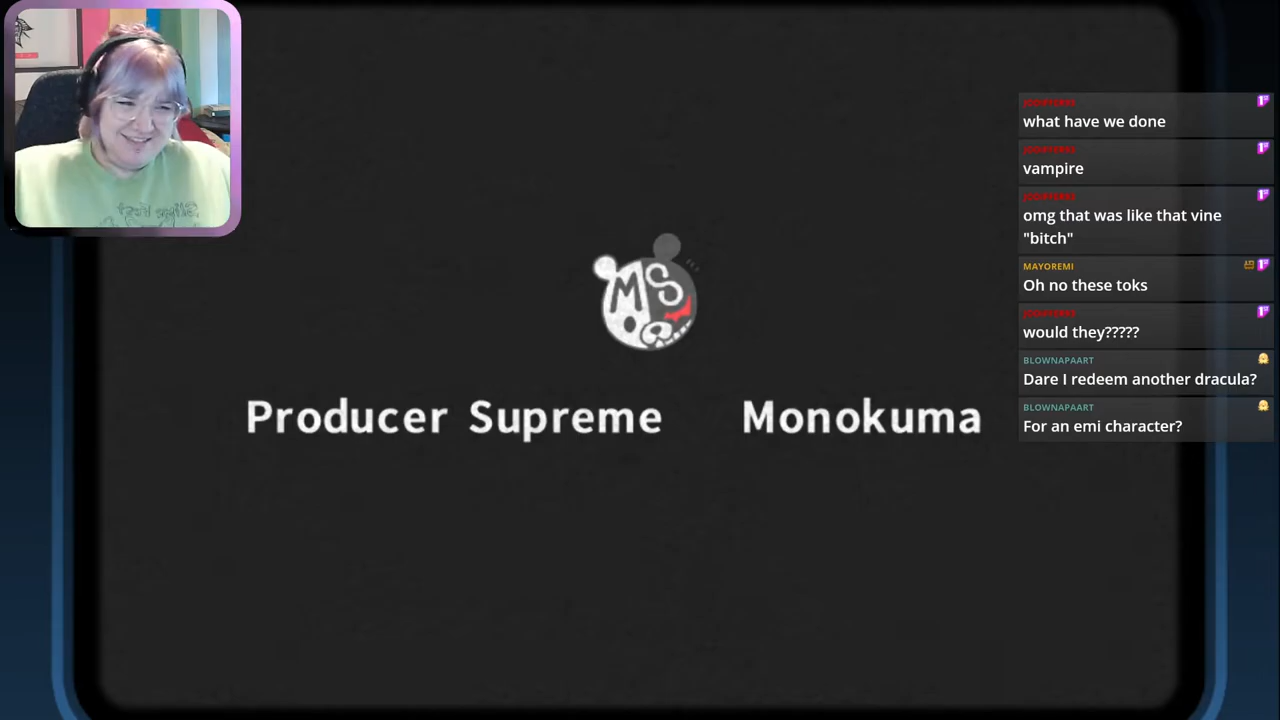 MS
Producer Supreme Monokuma
what have we done
vampire
omg that was like that vine
"bitch"
MAYOREMI
Oh no these toks
would they?????
BLOWNAPAART
Dare I redeem another dracula?
BLOWNAPAART
For an emi character?